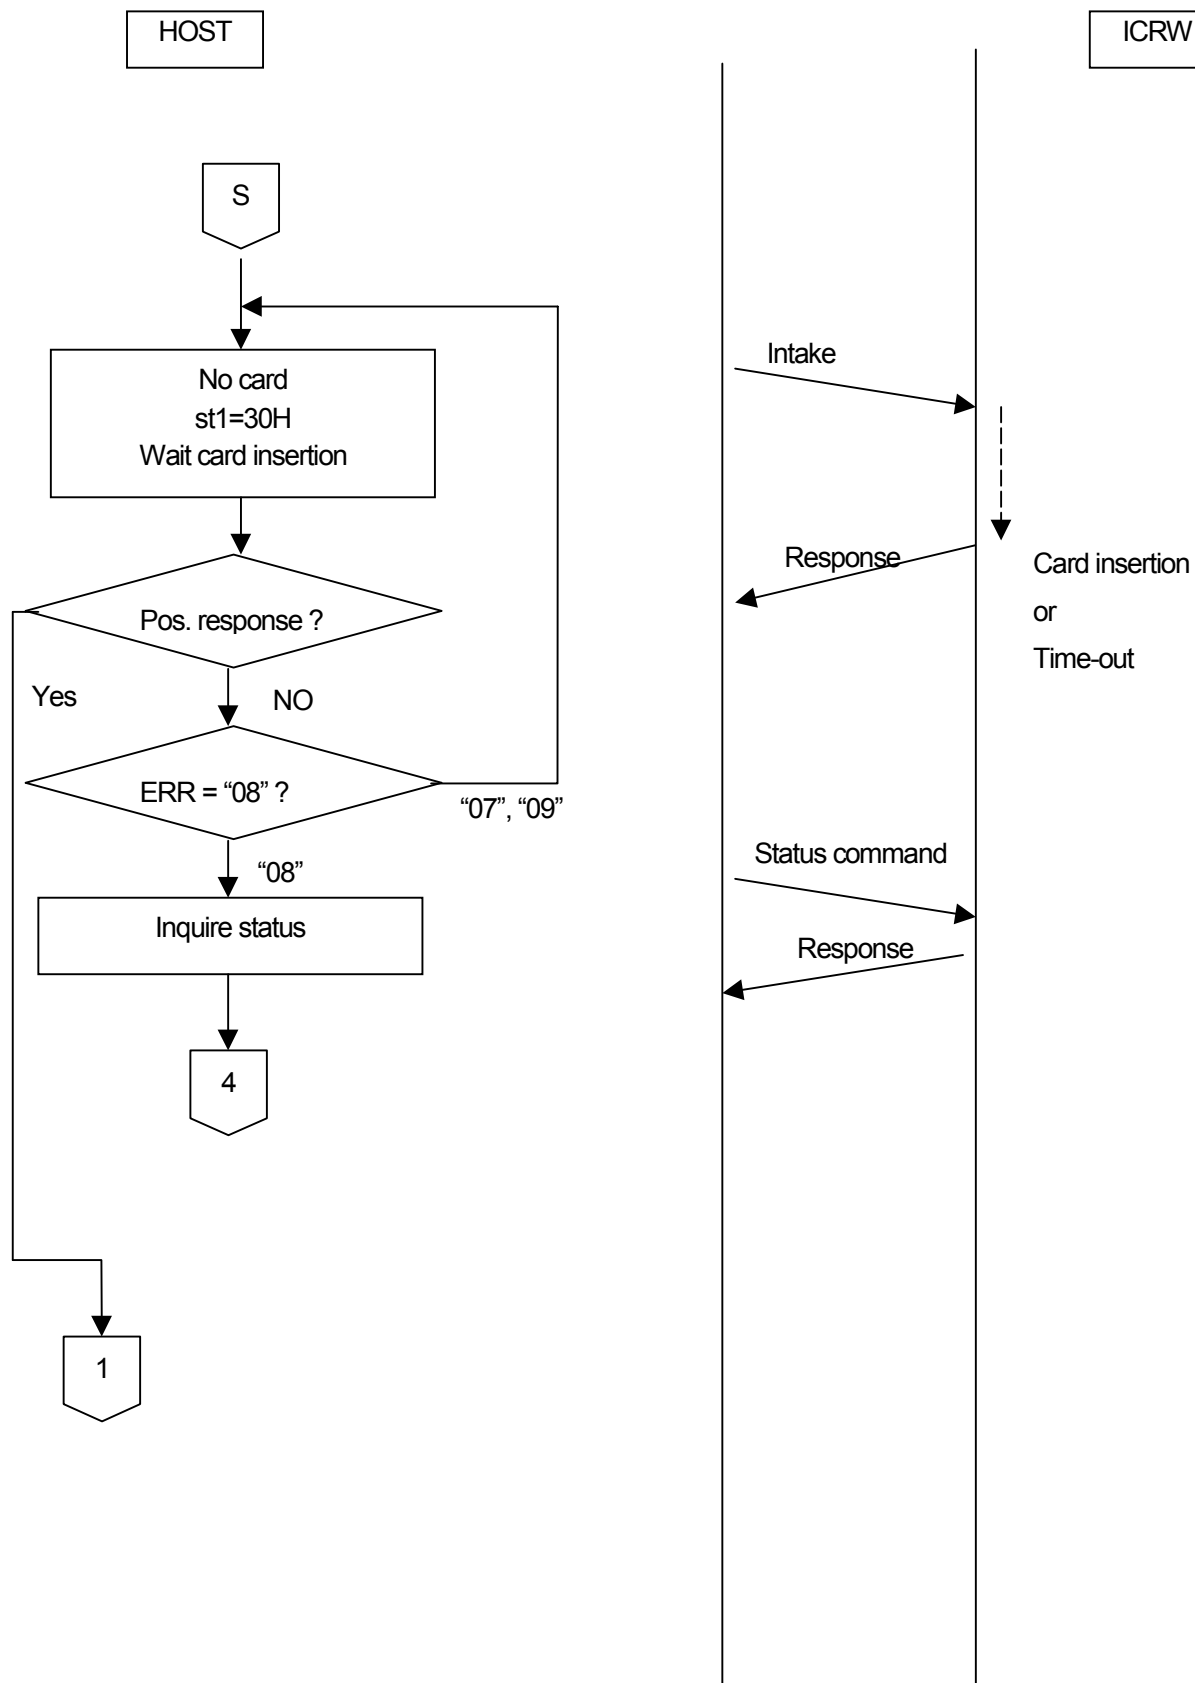 HOST
ICRW
S
No card
st1=30H
Wait card insertion
Pos. response ?
Yes
NO
ERR = “08” ?
“07”, “09”
“08”
Inquire status
4
1
Intake
Response
Card insertion
or
Time-out
Status command
Response